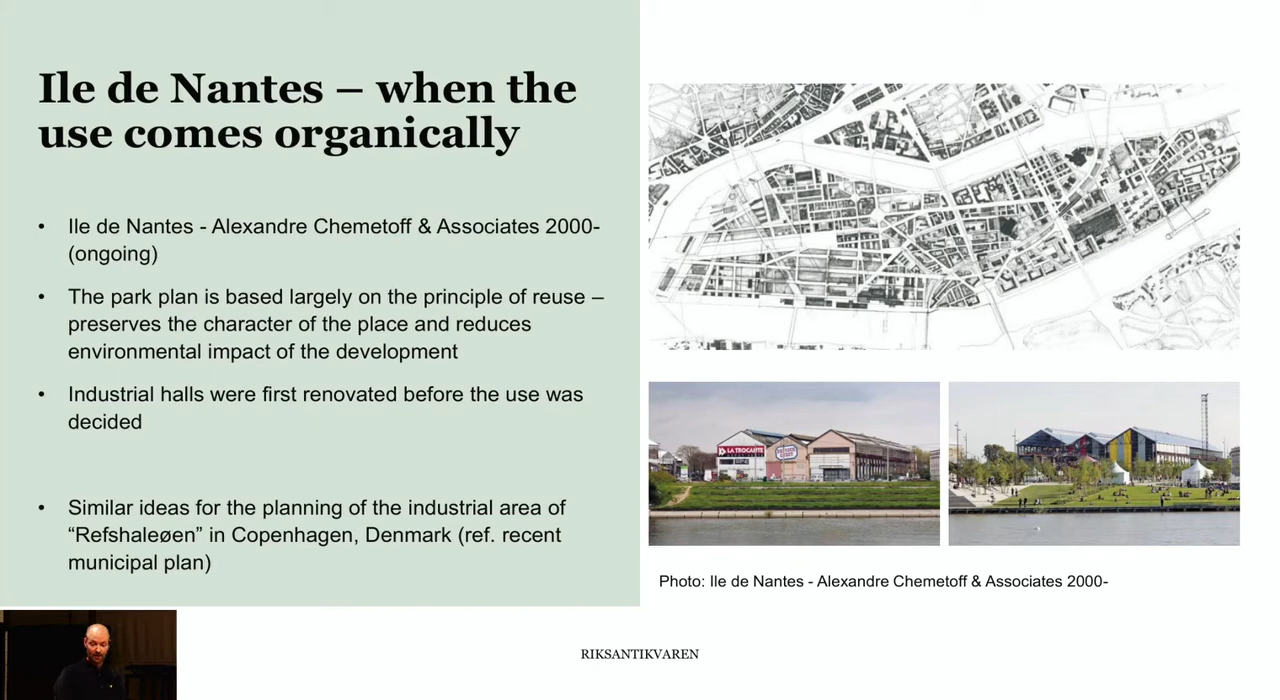 Ile de Nantes – when the
use comes organically
• Ile de Nantes - Alexandre Chemetoff & Associates 2000-
(ongoing)
• The park plan is based largely on the principle of reuse –
preserves the character of the place and reduces
environmental impact of the development
• Industrial halls were first renovated before the use was
decided
• Similar ideas for the planning of the industrial area of
“Refshaleøen” in Copenhagen, Denmark (ref. recent
municipal plan)
LA TROCANTE
Photo: Ile de Nantes - Alexandre Chemetoff & Associates 2000-
RIKSANTIKVAREN